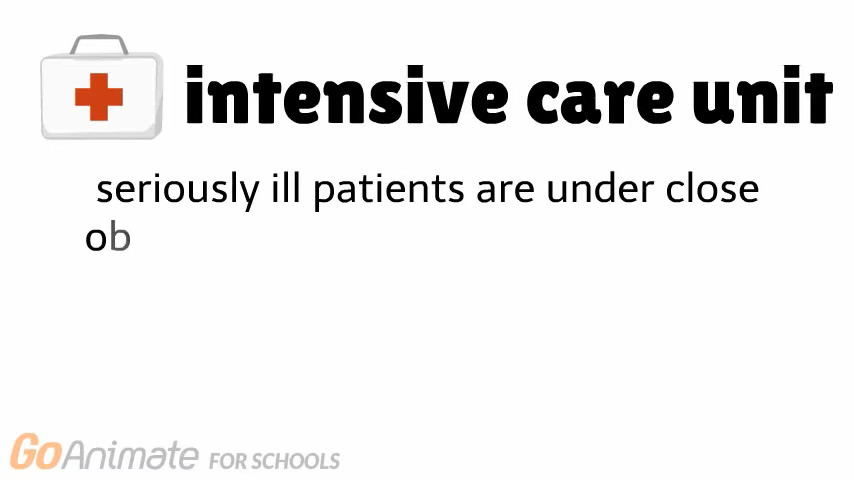 intensive care unit
seriously ill patients are under close
ob
GoAnimate FOR SCHOOLS